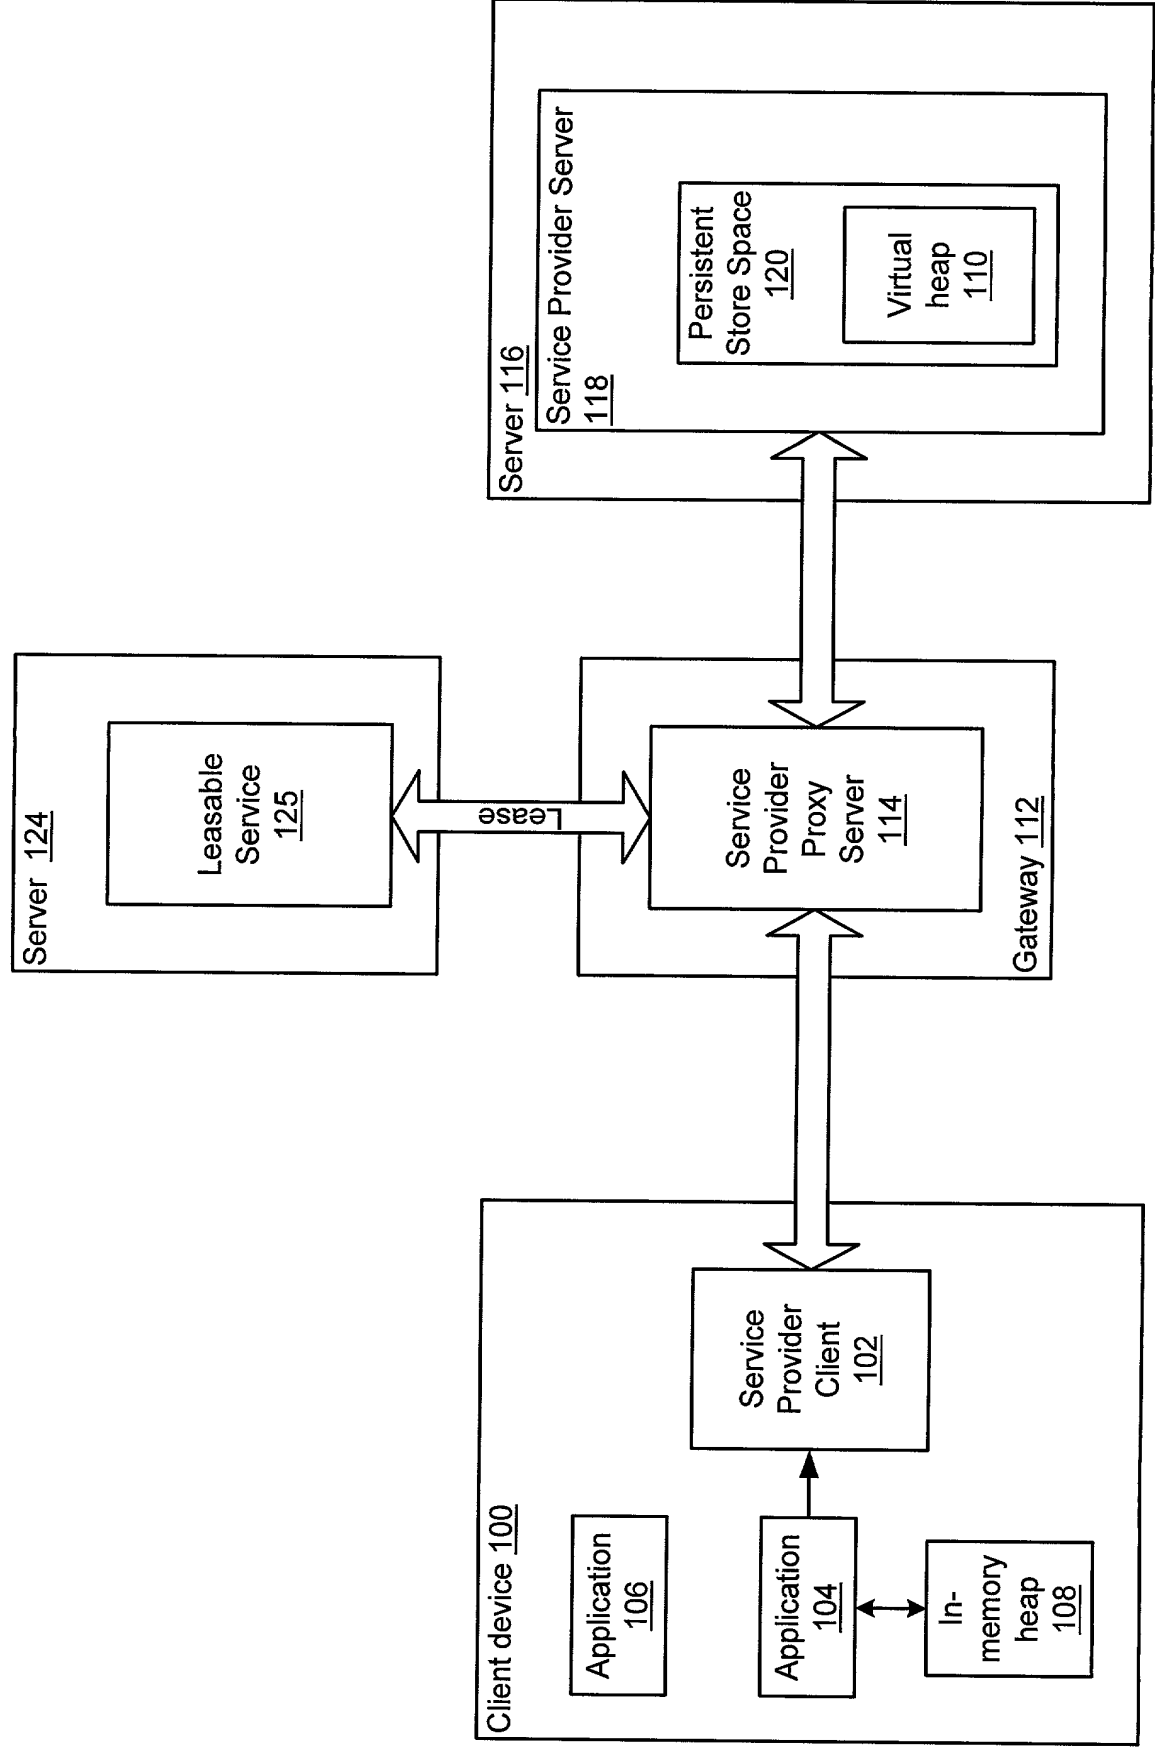 Client device 100
Application
106
Application
104
In-
memory
heap
108
Service
Provider
Client
102
Server 124
Leasable
Service
125
Lease
Service
Provider
Proxy
Server
114
Gateway 112
Server 116
Service Provider Server
118
Persistent
Store Space
120
Virtual
heap
110